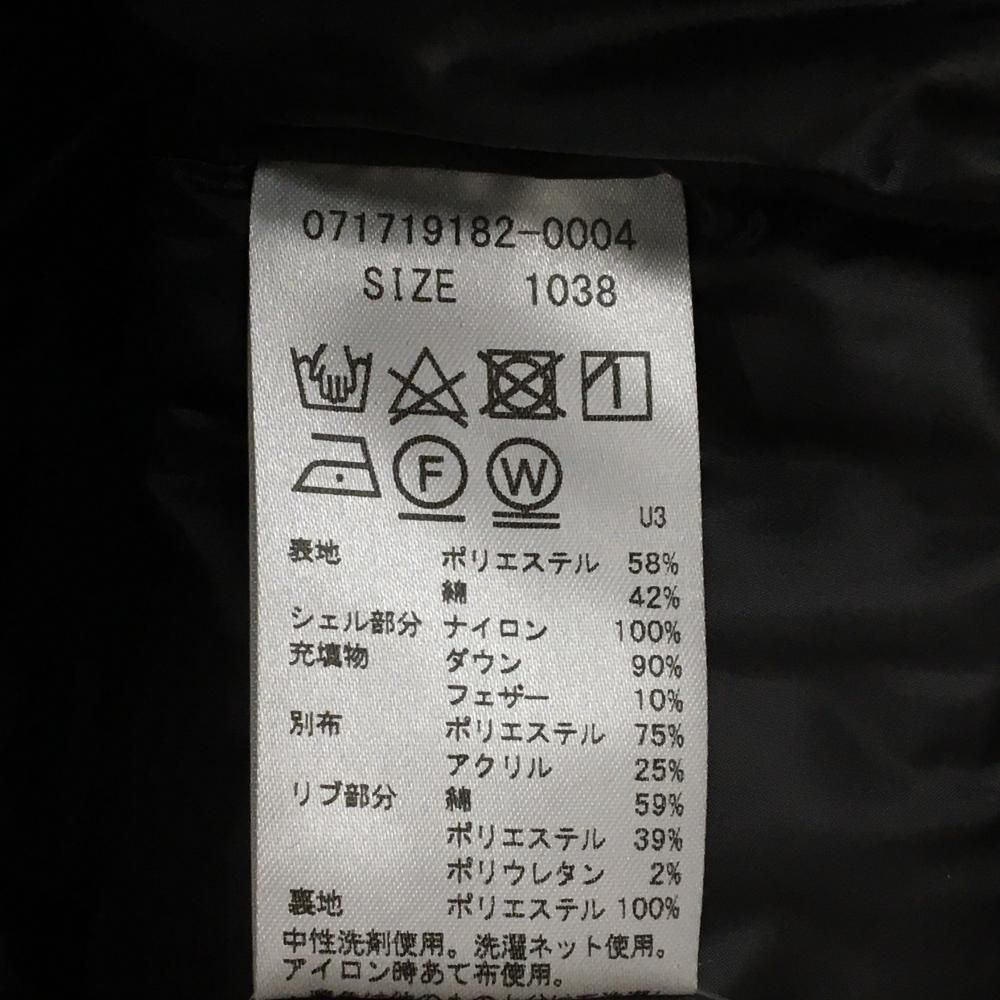 071719182-0004
SIZE 1038
F W
U3
表地 ポリエステル 58%
綿 42%
シェル部分 ナイロン 100%
充填物 ダウン 90%
フェザー 10%
別布 ポリエステル 75%
アクリル 25%
リブ部分 綿 59%
ポリエステル 39%
ポリウレタン 2%
裏地 ポリエステル 100%
中性洗剤使用。洗濯ネット使用。
アイロン時あて布使用。